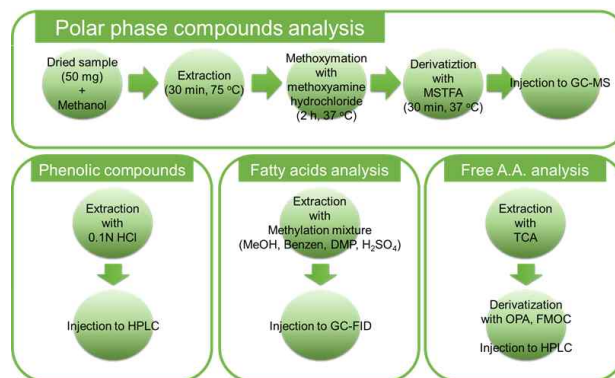 Polar phase compounds analysis
Dried sample
(50 mg)
+
Methanol
Extraction
(30 min, 75 °C)
Methoxymation
with
methoxyamine
hydrochloride
(2 h, 37 °C)
Derivatiztion
with
MSTFA
(30 min, 37 °C)
Injection to GC-MS
Phenolic compounds
Extraction
with
0.1N HCl
Injection to HPLC
Fatty acids analysis
Extraction
with
Methylation mixture
(MeOH, Benzen, DMP, H₂SO₄)
Injection to GC-FID
Free A.A. analysis
Extraction
with
TCA
Derivatization
with OPA, FMOC
Injection to HPLC